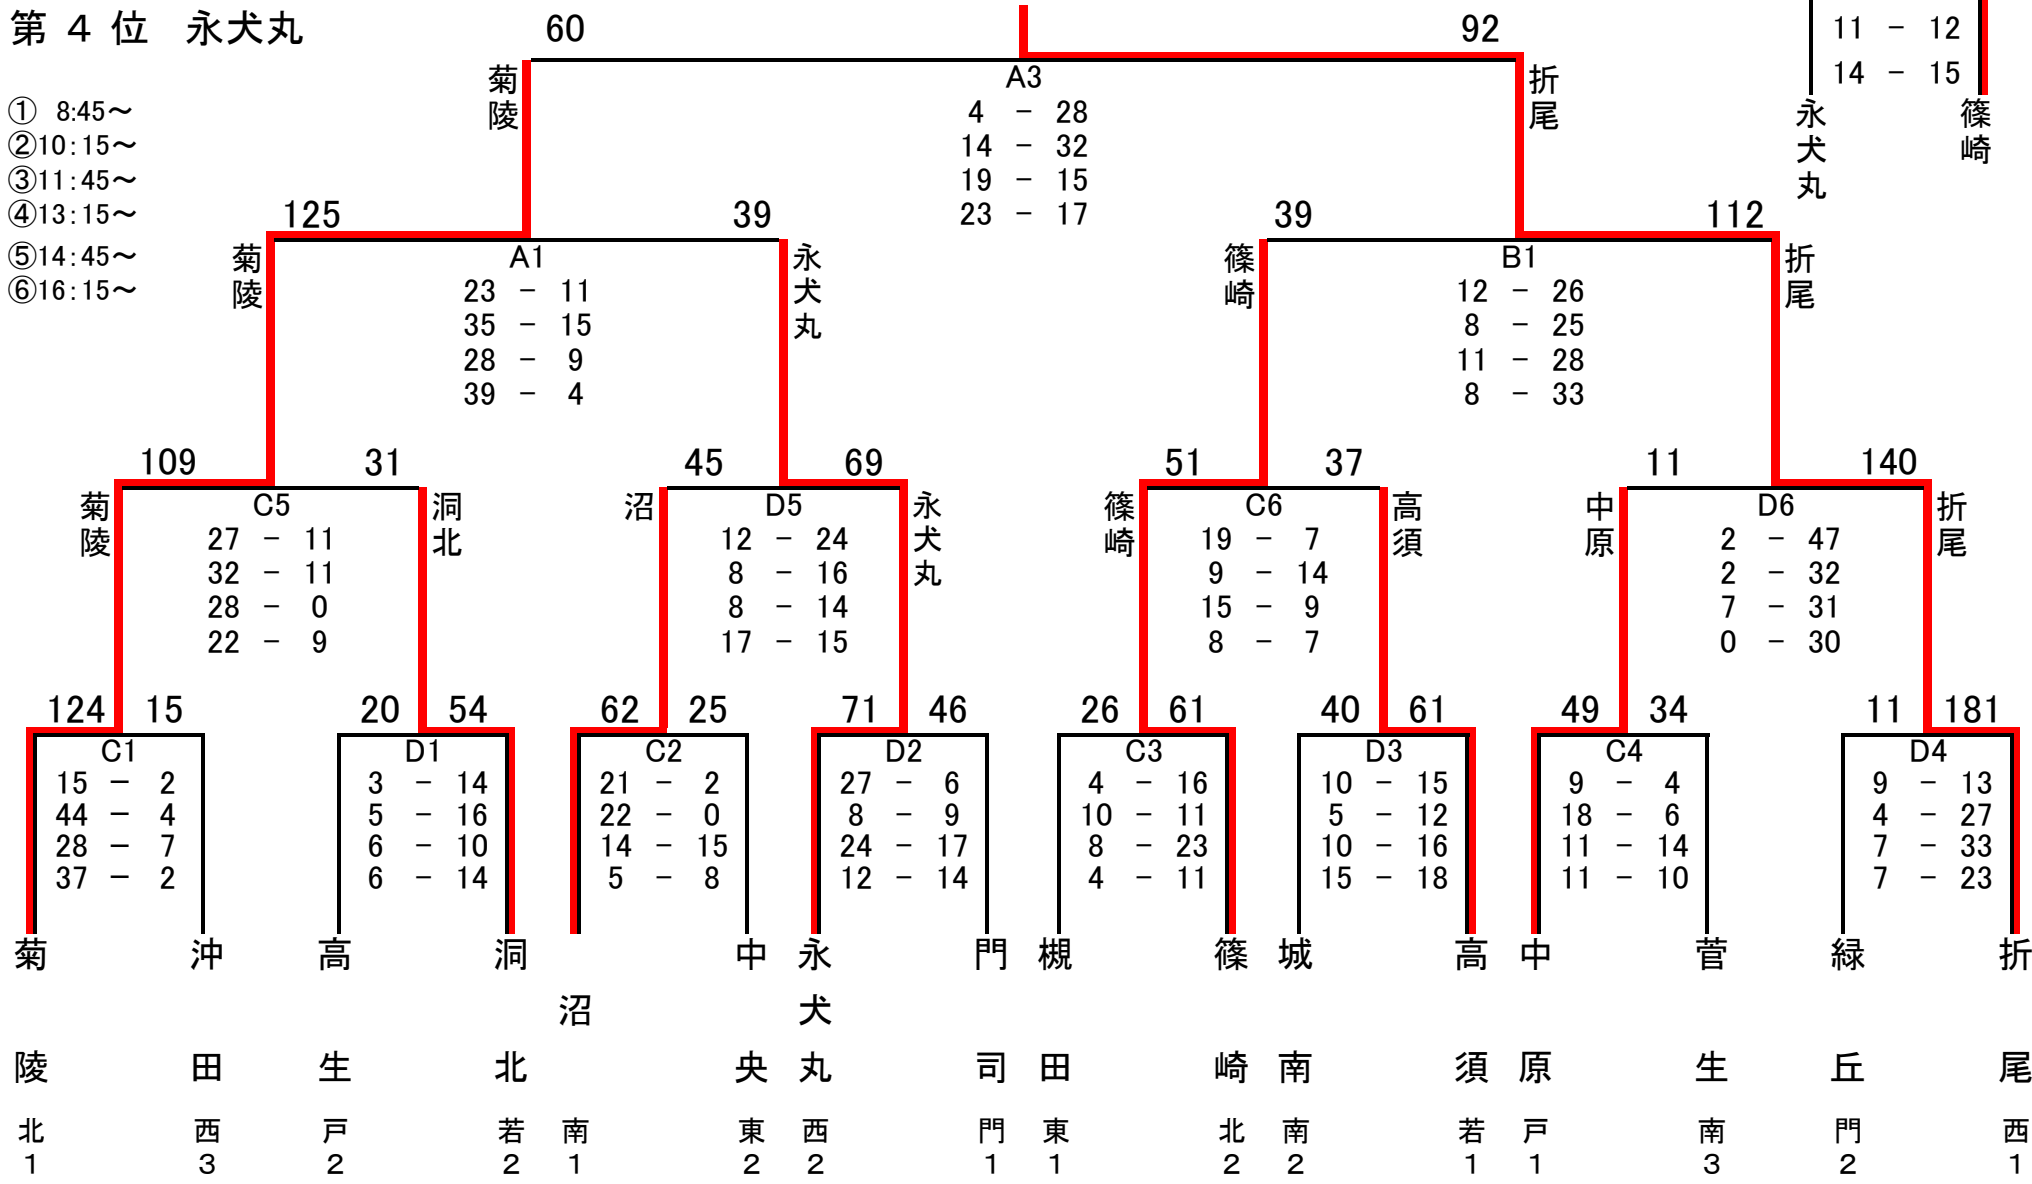 第 4 位 永犬丸
60
92
11 - 12
14 - 15
菊陵
A3
折尾
永犬丸
篠崎
① 8:45～
②10:15～
③11:45～
④13:15～
⑤14:45～
⑥16:15～
4 - 28
14 - 32
19 - 15
23 - 17
125
39
39
112
菊陵
A1
永犬丸
篠崎
B1
折尾
23 - 11
35 - 15
28 - 9
39 - 4
12 - 26
8 - 25
11 - 28
8 - 33
109
31
45
69
51
37
11
140
菊陵
C5
洞北
27 - 11
32 - 11
28 - 0
22 - 9
沼
D5
永犬丸
12 - 24
8 - 16
8 - 14
17 - 15
篠崎
C6
高須
19 - 7
9 - 14
15 - 9
8 - 7
中原
D6
折尾
2 - 47
2 - 32
7 - 31
0 - 30
124 15
C1
15 - 2
44 - 4
28 - 7
37 - 2
20 54
D1
3 - 14
5 - 16
6 - 10
6 - 14
62 25
C2
21 - 2
22 - 0
14 - 15
5 - 8
71 46
D2
27 - 6
8 - 9
24 - 17
12 - 14
26 61
C3
4 - 16
10 - 11
8 - 23
4 - 11
40 61
D3
10 - 15
5 - 12
10 - 16
15 - 18
49 34
C4
9 - 4
18 - 6
11 - 14
11 - 10
11 181
D4
9 - 13
4 - 27
7 - 33
7 - 23
菊陵
北1
沖田
西3
高生
戸2
洞北
若2
沼
南1
中央
東2
永犬丸
西2
門司
門1
槻田
東1
篠崎
北2
城南
南2
高須
若1
中原
戸1
菅生
南3
緑丘
門2
折尾
西1